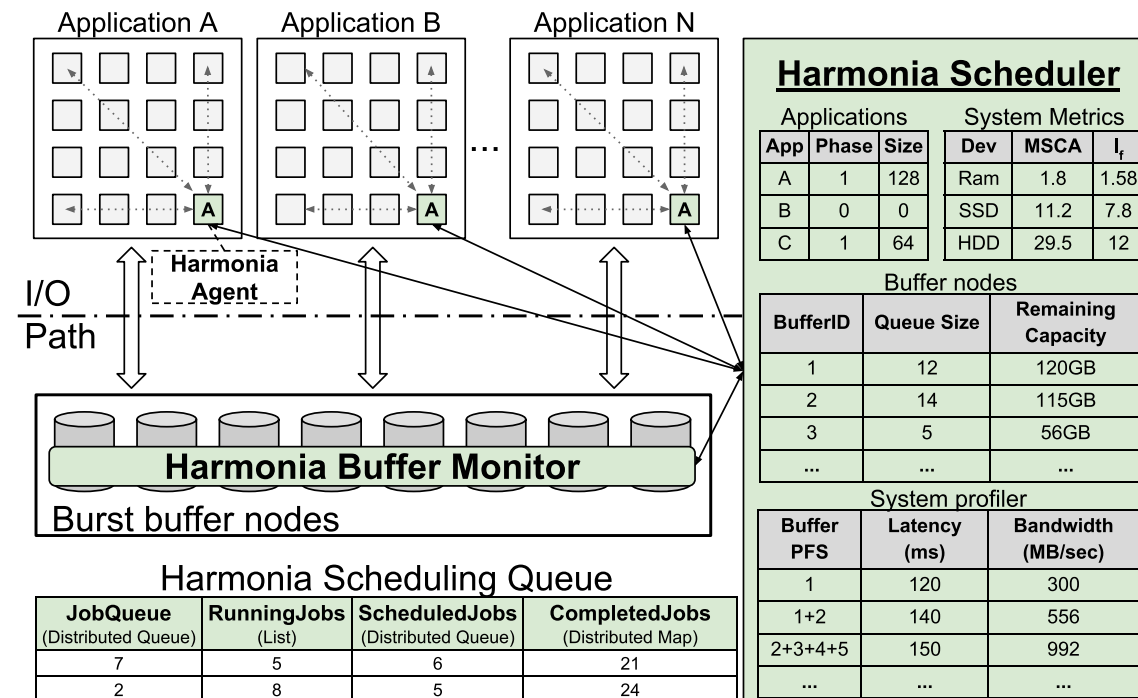 Application A
Application B
Application N
A
A
...
A
Harmonia
Agent
I/O
Path
Harmonia Buffer Monitor
Burst buffer nodes
Harmonia Scheduling Queue
JobQueue RunningJobs ScheduledJobs CompletedJobs
(Distributed Queue) (List) (Distributed Queue) (Distributed Map)
7 5 6 21
2 8 5 24
Harmonia Scheduler
Applications
App Phase Size
A 1 128
B 0 0
C 1 64
System Metrics
Dev MSCA If
Ram 1.8 1.58
SSD 11.2 7.8
HDD 29.5 12
Buffer nodes
BufferID Queue Size Remaining
Capacity
1 12 120GB
2 14 115GB
3 5 56GB
... ... ...
System profiler
Buffer Latency Bandwidth
PFS (ms) (MB/sec)
1 120 300
1+2 140 556
2+3+4+5 150 992
... ... ...